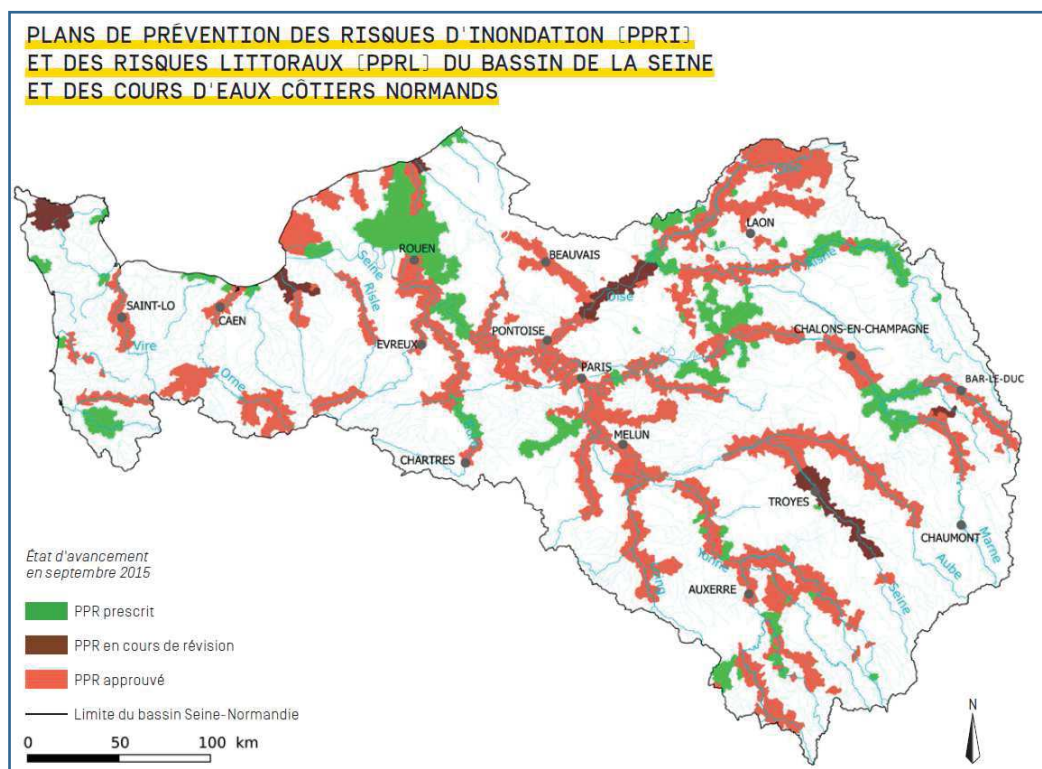 PLANS DE PRÉVENTION DES RISQUES D'INONDATION (PPRI)
ET DES RISQUES LITTORAUX (PPRL) DU BASSIN DE LA SEINE
ET DES COURS D'EAUX CÔTIERS NORMANDS
LAON
ROUEN
BEAUVAIS
Aisne
Seine
Oise
Risle
SAINT-LO
CAEN
PONTOISE
CHALONS-EN-CHAMPAGNE
Vire
EVREUX
PARIS
BAR-LE-DUC
Orne
MELUN
CHARTRES
TROYES
CHAUMONT
Marne
Yonne
Aube
Loing
AUXERRE
Seine
État d'avancement
en septembre 2015
PPR prescrit
PPR en cours de révision
PPR approuvé
Limite du bassin Seine-Normandie
N
0 50 100 km